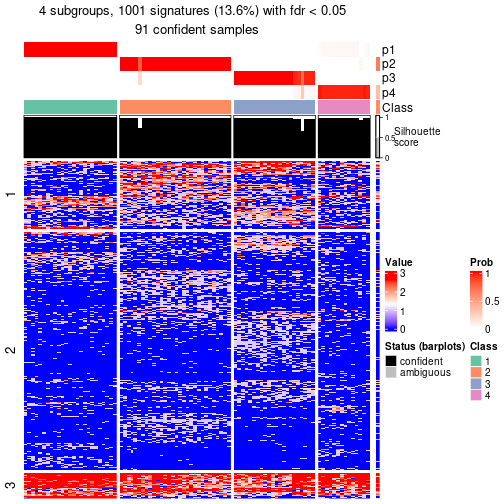 4 subgroups, 1001 signatures (13.6%) with fdr < 0.05
91 confident samples
p1
p2
p3
p4
Class
1
0.5
0
Silhouette
score
1
2
3
Value
3
2
1
0
Prob
1
0.5
0
Status (barplots)
confident
ambiguous
Class
1
2
3
4